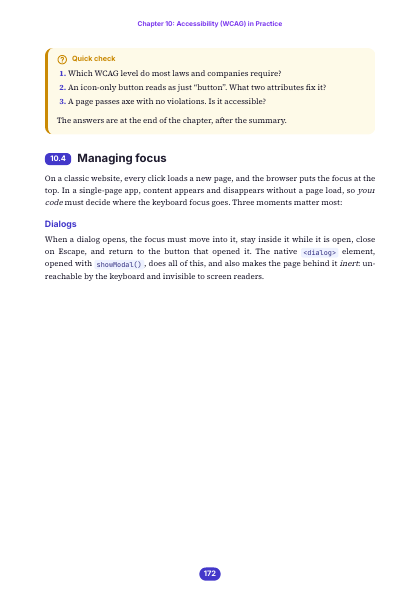 Chapter 10: Accessibility (WCAG) in Practice
Quick check
1. Which WCAG level do most laws and companies require?
2. An icon-only button reads as just “button”. What two attributes fix it?
3. A page passes axe with no violations. Is it accessible?
The answers are at the end of the chapter, after the summary.
10.4 Managing focus
On a classic website, every click loads a new page, and the browser puts the focus at the
top. In a single-page app, content appears and disappears without a page load, so your
code must decide where the keyboard focus goes. Three moments matter most:
Dialogs
When a dialog opens, the focus must move into it, stay inside it while it is open, close
on Escape, and return to the button that opened it. The native <dialog> element,
opened with showModal(), does all of this, and also makes the page behind it inert: un-
reachable by the keyboard and invisible to screen readers.
172